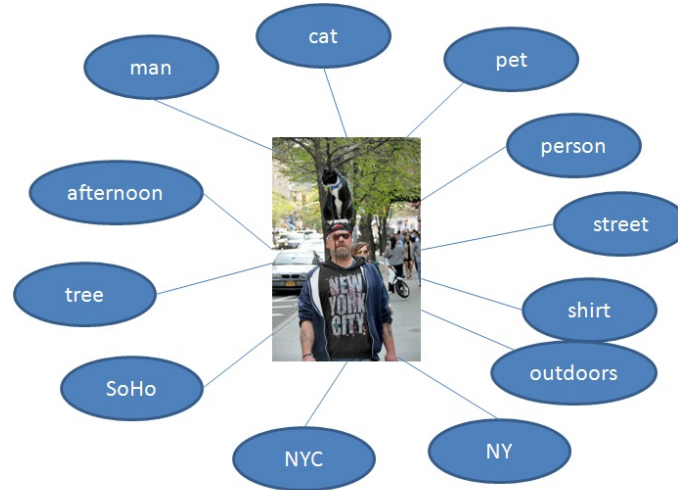 cat
man
pet
person
afternoon
street
tree
shirt
SoHo
outdoors
NYC
NY
NEW
YORK
CITY